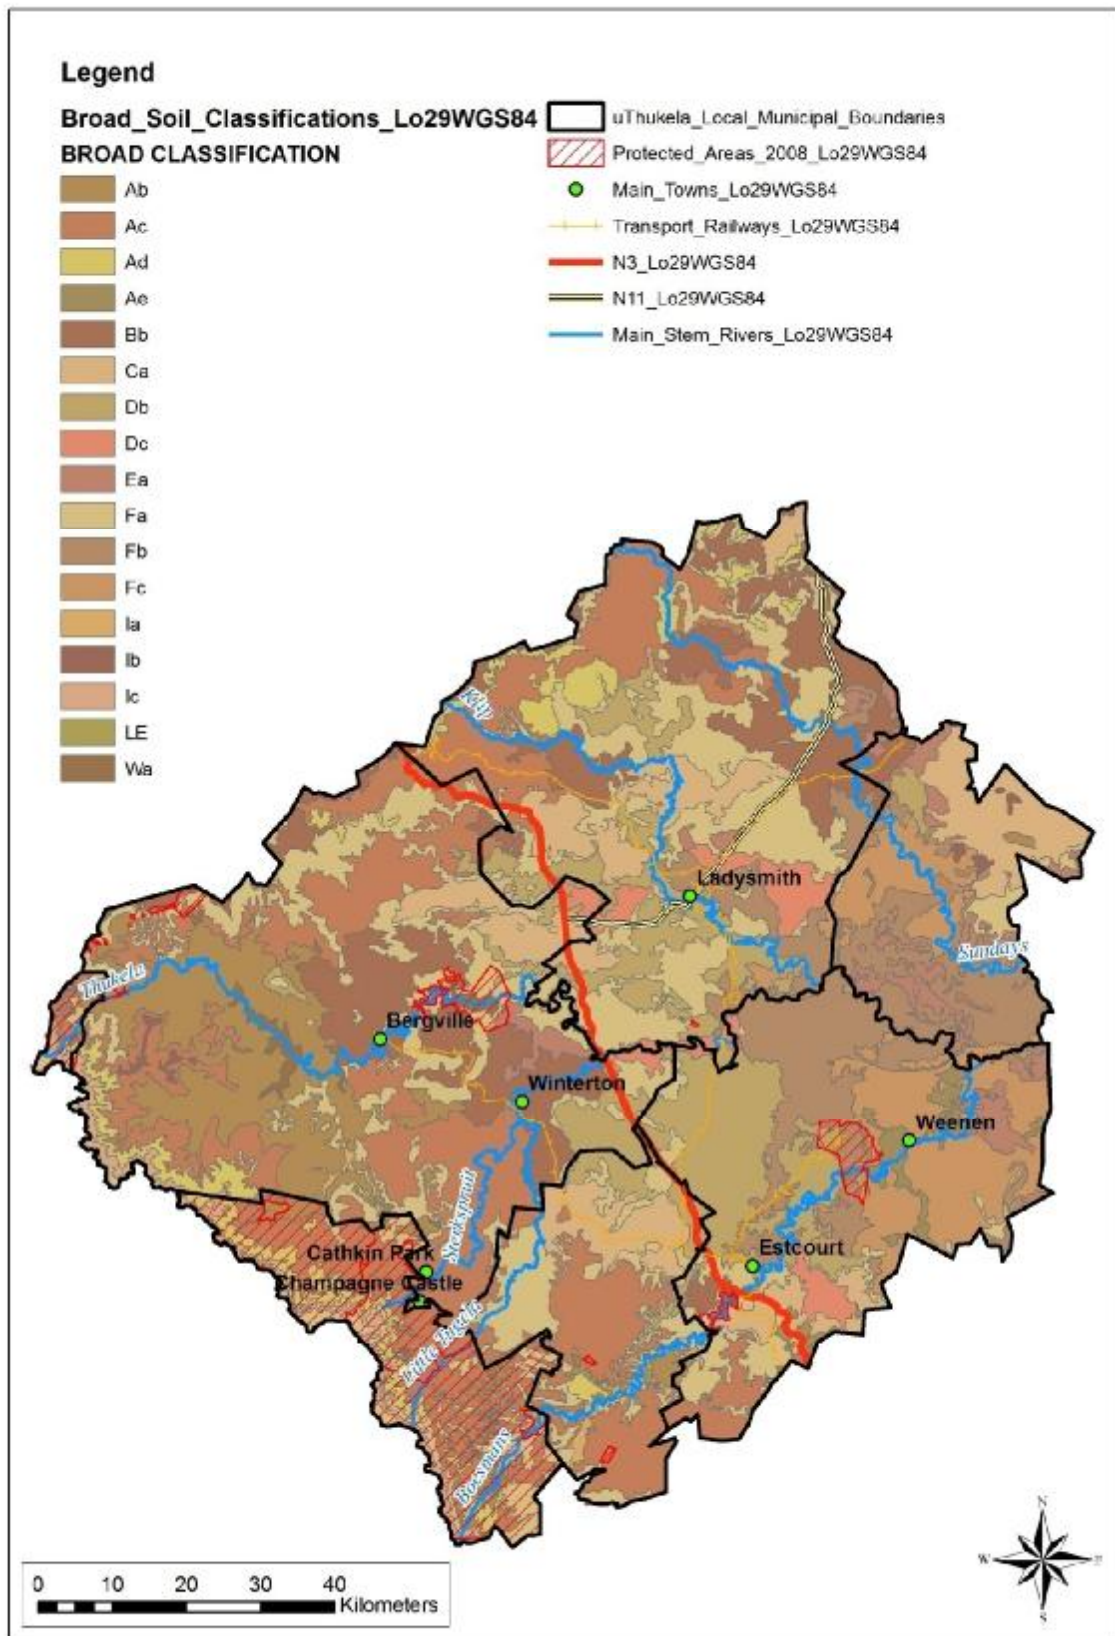 Legend
Broad_Soil_Classifications_Lo29WGS84
BROAD CLASSIFICATION
Ab
Ac
Ad
Ae
Bb
Ca
Db
Dc
Ea
Fa
Fb
Fc
Ia
Ib
Ic
LE
Wa
uThukela_Local_Municipal_Boundaries
Protected_Areas_2008_Lo29WGS84
Main_Towns_Lo29WGS84
Transport_Railways_Lo29WGS84
N3_Lo29WGS84
N11_Lo29WGS84
Main_Stem_Rivers_Lo29WGS84
Klip
Ladysmith
Sundays
Thukela
Bergville
Winterton
Weenen
Sterkspruit
Cathkin Park
Estcourt
Champagne Castle
Little Tugela
Boesmans
N
W E
S
0 10 20 30 40
Kilometers